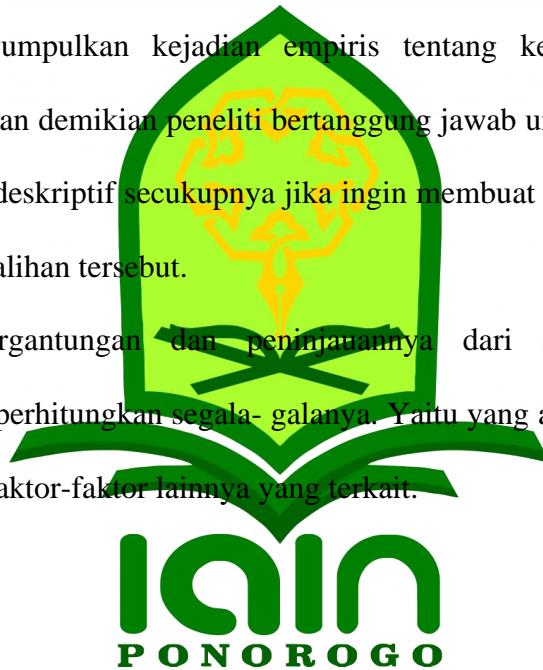 umpulkan kejadian empiris tentang ke
an demikian peneliti bertanggung jawab u
deskriptif secukupnya jika ingin membuat
alihan tersebut.
rgantungan dan peninjauannya dari
perhitungkan segala- galanya. Yaitu yang a
aktor-faktor lainnya yang terkait.
iain
PONOROGO